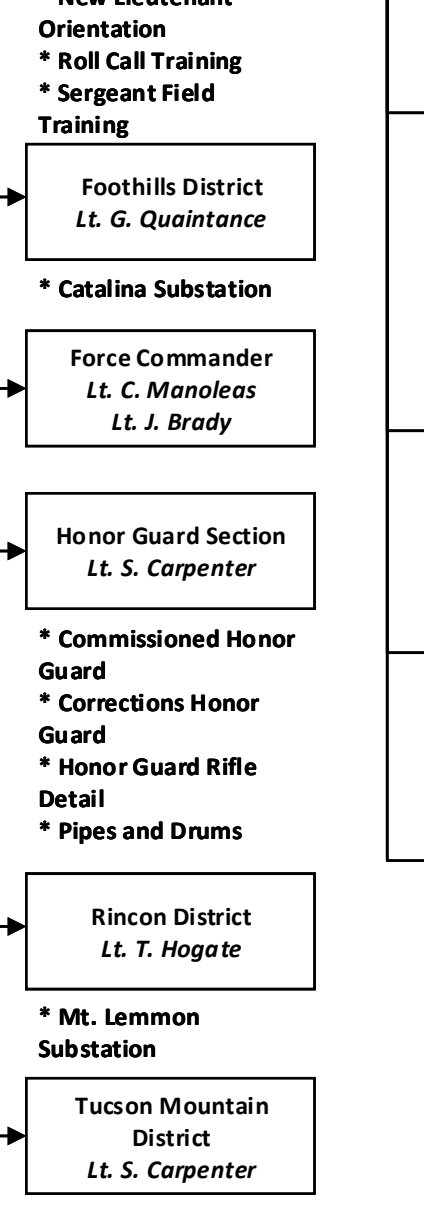 * New Lieutenant
Orientation
* Roll Call Training
* Sergeant Field
Training
Foothills District
Lt. G. Quaintance
* Catalina Substation
Force Commander
Lt. C. Manoleas
Lt. J. Brady
Honor Guard Section
Lt. S. Carpenter
* Commissioned Honor
Guard
* Corrections Honor
Guard
* Honor Guard Rifle
Detail
* Pipes and Drums
Rincon District
Lt. T. Hogate
* Mt. Lemmon
Substation
Tucson Mountain
District
Lt. S. Carpenter